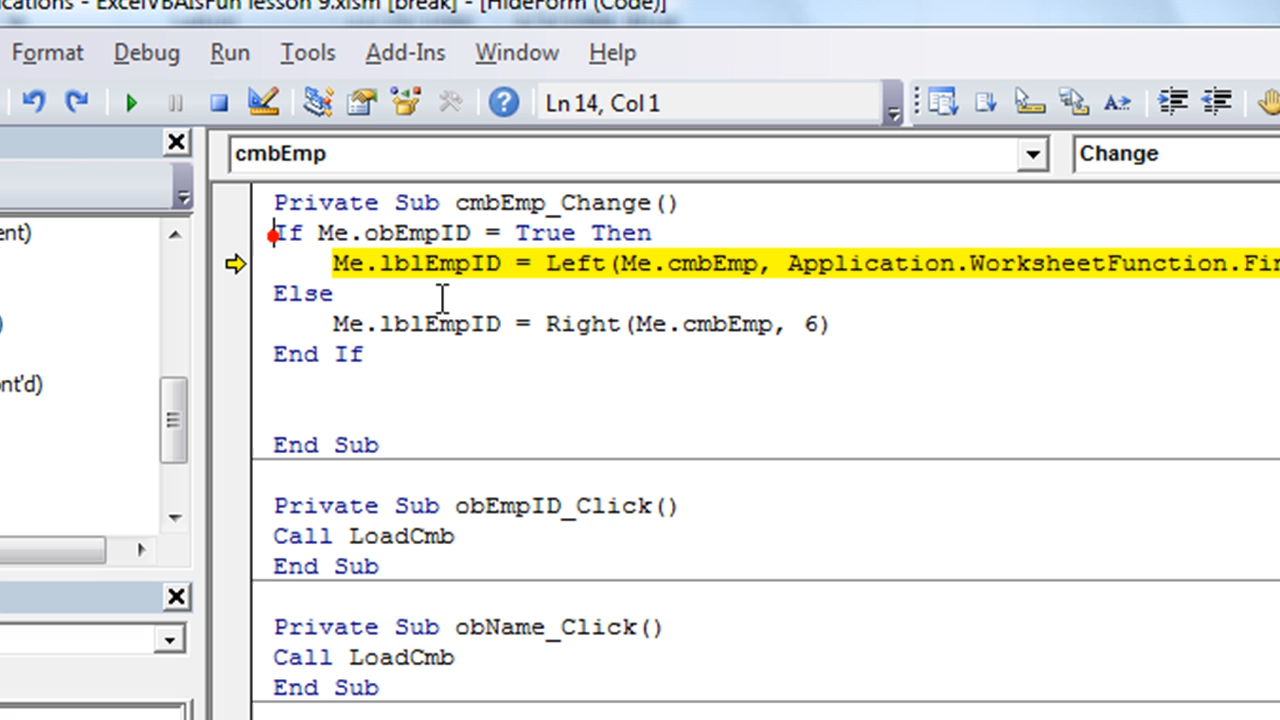 ications - ExcelVBAIsFun lesson 9.xlsm [break] - [HideForm (Code)]
Format Debug Run Tools Add-Ins Window Help
Ln 14, Col 1
cmbEmp Change
ent)
Private Sub cmbEmp_Change()
If Me.obEmpID = True Then
Me.lblEmpID = Left(Me.cmbEmp, Application.WorksheetFunction.Fin
Else
)
Me.lblEmpID = Right(Me.cmbEmp, 6)
End If
nt'd)
End Sub
Private Sub obEmpID_Click()
Call LoadCmb
End Sub
Private Sub obName_Click()
Call LoadCmb
End Sub